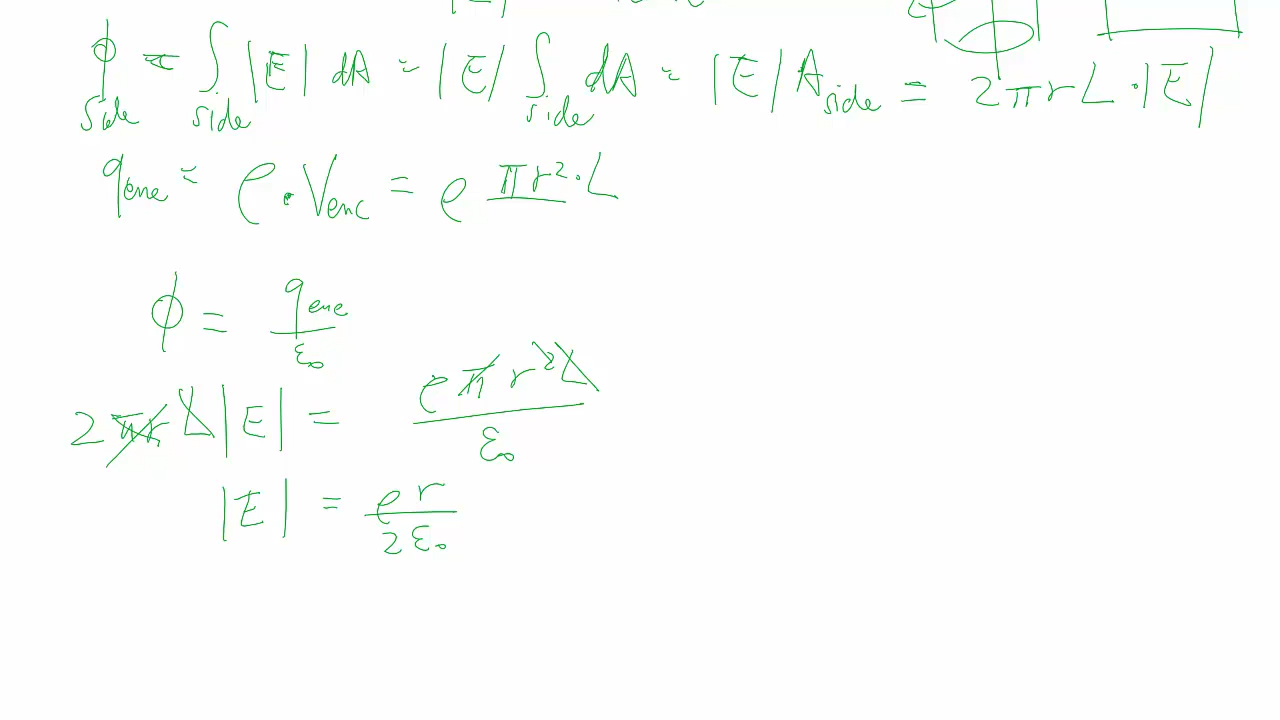 ϕ_side = ∫_side |E| dA = |E| ∫_side dA = |E| A_side = 2πrL·|E|
q_enc = ρ·V_enc = ρ πr²·L
ϕ = q_enc / ε₀
2πrL|E| = ρπr²L / ε₀
|E| = ρr / 2ε₀